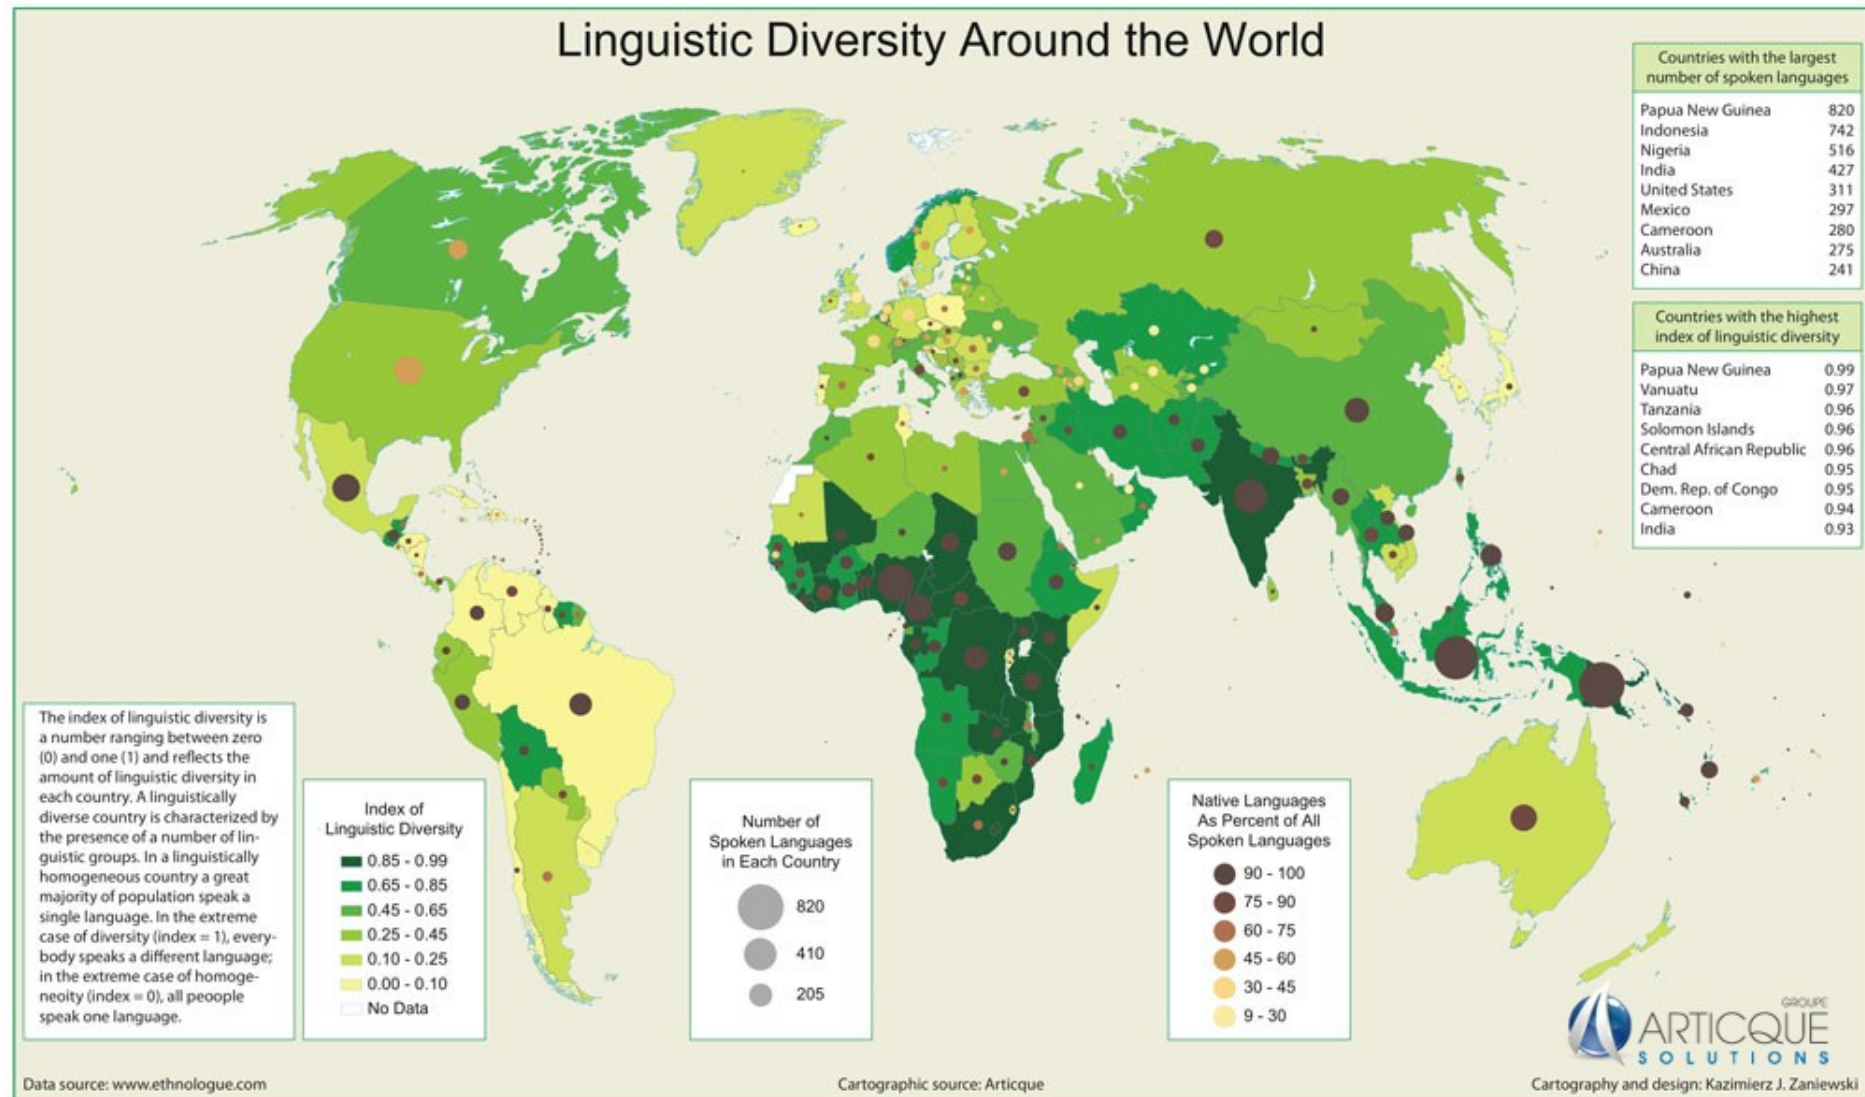 Linguistic Diversity Around the World
Countries with the largest
number of spoken languages
Papua New Guinea 820
Indonesia 742
Nigeria 516
India 427
United States 311
Mexico 297
Cameroon 280
Australia 275
China 241
Countries with the highest
index of linguistic diversity
Papua New Guinea 0.99
Vanuatu 0.97
Tanzania 0.96
Solomon Islands 0.96
Central African Republic 0.96
Chad 0.95
Dem. Rep. of Congo 0.95
Cameroon 0.94
India 0.93
The index of linguistic diversity is
a number ranging between zero
(0) and one (1) and reflects the
amount of linguistic diversity in
each country. A linguistically
diverse country is characterized by
the presence of a number of lin-
guistic groups. In a linguistically
homogeneous country a great
majority of population speak a
single language. In the extreme
case of diversity (index = 1), every-
body speaks a different language;
in the extreme case of homoge-
neoity (index = 0), all peoople
speak one language.
Index of
Linguistic Diversity
0.85 - 0.99
0.65 - 0.85
0.45 - 0.65
0.25 - 0.45
0.10 - 0.25
0.00 - 0.10
No Data
Number of
Spoken Languages
in Each Country
820
410
205
Native Languages
As Percent of All
Spoken Languages
90 - 100
75 - 90
60 - 75
45 - 60
30 - 45
9 - 30
GROUPE
ARTICQUE
SOLUTIONS
Data source: www.ethnologue.com
Cartographic source: Articque
Cartography and design: Kazimierz J. Zaniewski